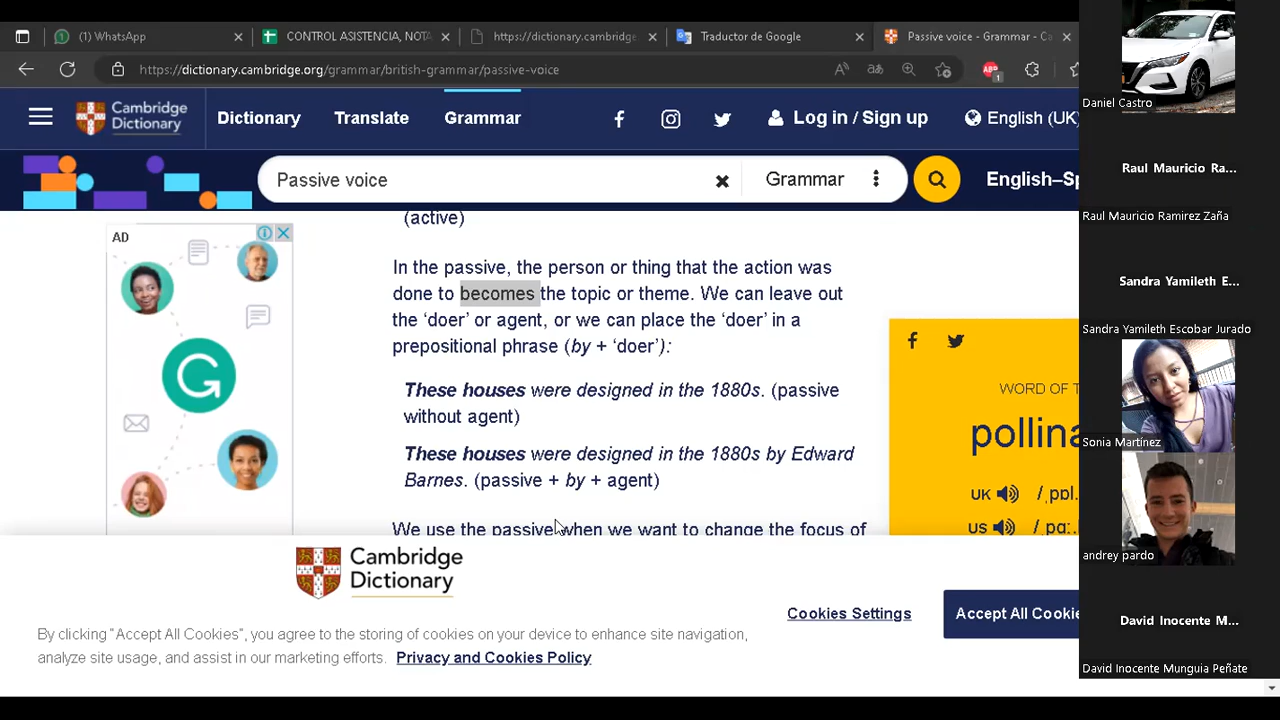 (1) WhatsApp
CONTROL ASISTENCIA, NOT
https://dictionary.cambridge
Traductor de Google
Passive voice - Grammar - Ca
https://dictionary.cambridge.org/grammar/british-grammar/passive-voice
Cambridge
Dictionary
Dictionary
Translate
Grammar
Log in / Sign up
English (UK)
Passive voice
Grammar
English–Sp
(active)
AD
In the passive, the person or thing that the action was
done to becomes the topic or theme. We can leave out
the ‘doer’ or agent, or we can place the ‘doer’ in a
prepositional phrase (by + ‘doer’):
These houses were designed in the 1880s. (passive
without agent)
These houses were designed in the 1880s by Edward
Barnes. (passive + by + agent)
We use the passive when we want to change the focus of
WORD OF T
pollina
UK /ˌpɒl.
US /ˌpɑː.
Cambridge
Dictionary
By clicking “Accept All Cookies”, you agree to the storing of cookies on your device to enhance site navigation,
analyze site usage, and assist in our marketing efforts. Privacy and Cookies Policy
Cookies Settings
Accept All Cookie
Daniel Castro
Raul Mauricio Ra...
Raul Mauricio Ramirez Zaña
Sandra Yamileth E...
Sandra Yamileth Escobar Jurado
Sonia Martínez
andrey pardo
David Inocente M...
David Inocente Munguia Peñate